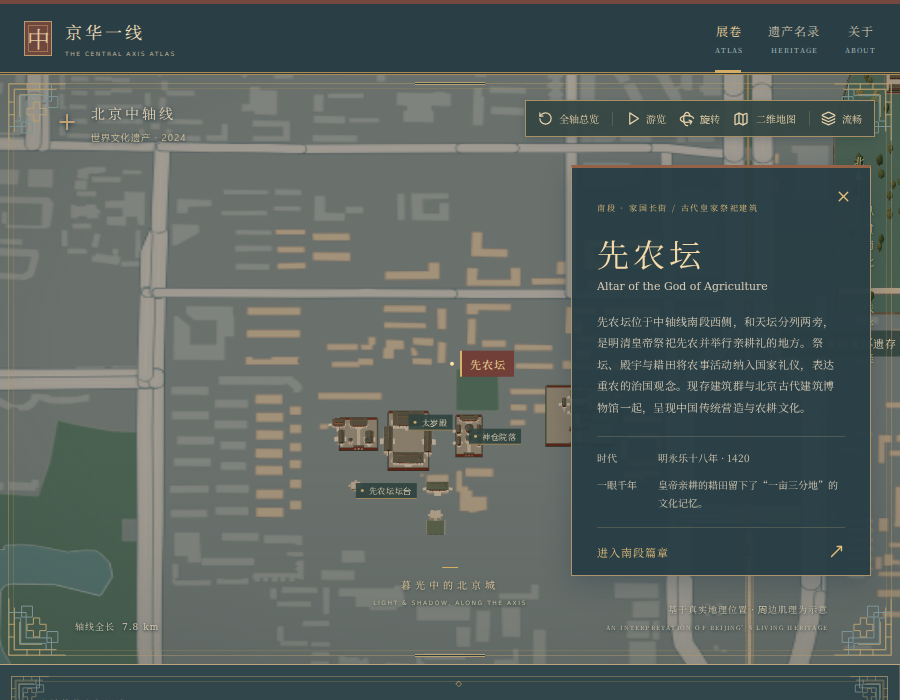 中
京华一线
THE CENTRAL AXIS ATLAS
展卷
ATLAS
遗产名录
HERITAGE
关于
ABOUT
北京中轴线
世界文化遗产 · 2024
全轴总览
游览
旋转
二维地图
流畅
北
南段 · 家国长街 / 古代皇家祭祀建筑
先农坛
Altar of the God of Agriculture
先农坛位于中轴线南段西侧，和天坛分列两旁，
是明清皇帝祭祀先农并举行亲耕礼的地方。祭
坛、殿宇与耤田将农事活动纳入国家礼仪，表达
重农的治国观念。现存建筑群与北京古代建筑博
物馆一起，呈现中国传统营造与农耕文化。
时代
明永乐十八年 · 1420
一眼千年
皇帝亲耕的耤田留下了“一亩三分地”的
文化记忆。
进入南段篇章
遗存
先农坛
太岁殿
神仓院落
先农坛坛台
暮光中的北京城
LIGHT & SHADOW, ALONG THE AXIS
轴线全长 7.8 km
基于真实地理位置 · 周边肌理为示意
AN INTERPRETATION OF BEIJING'S LIVING HERITAGE